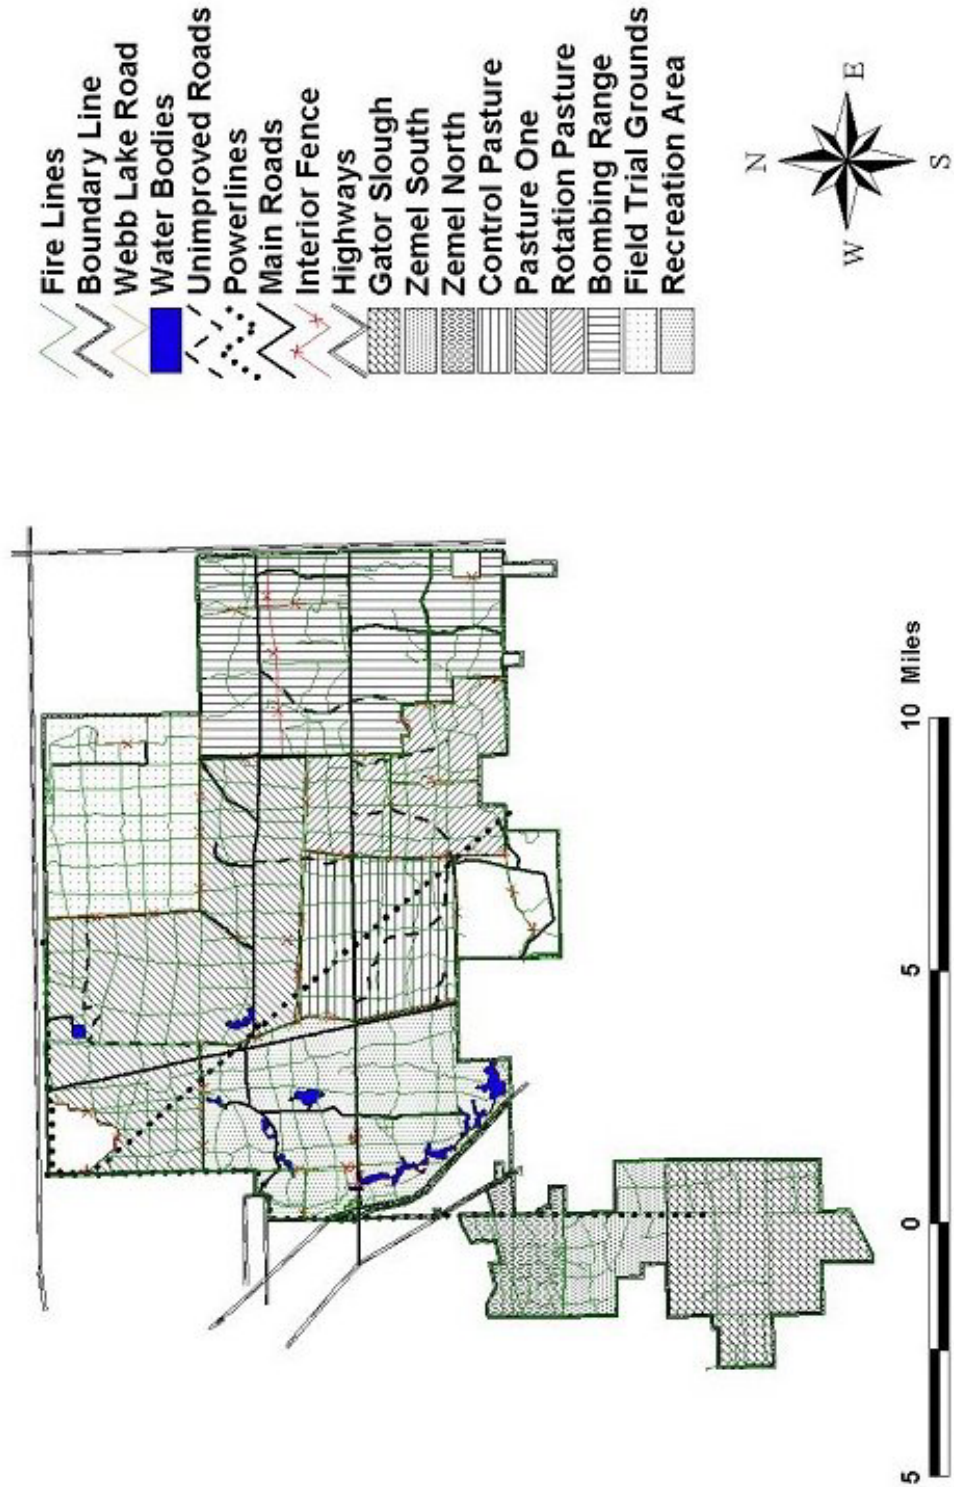 Fire Lines
Boundary Line
Webb Lake Road
Water Bodies
Unimproved Roads
Powerlines
Main Roads
Interior Fence
Highways
Gator Slough
Zemel South
Zemel North
Control Pasture
Pasture One
Rotation Pasture
Bombing Range
Field Trial Grounds
Recreation Area
N
W E
S
5 0 5 10 Miles